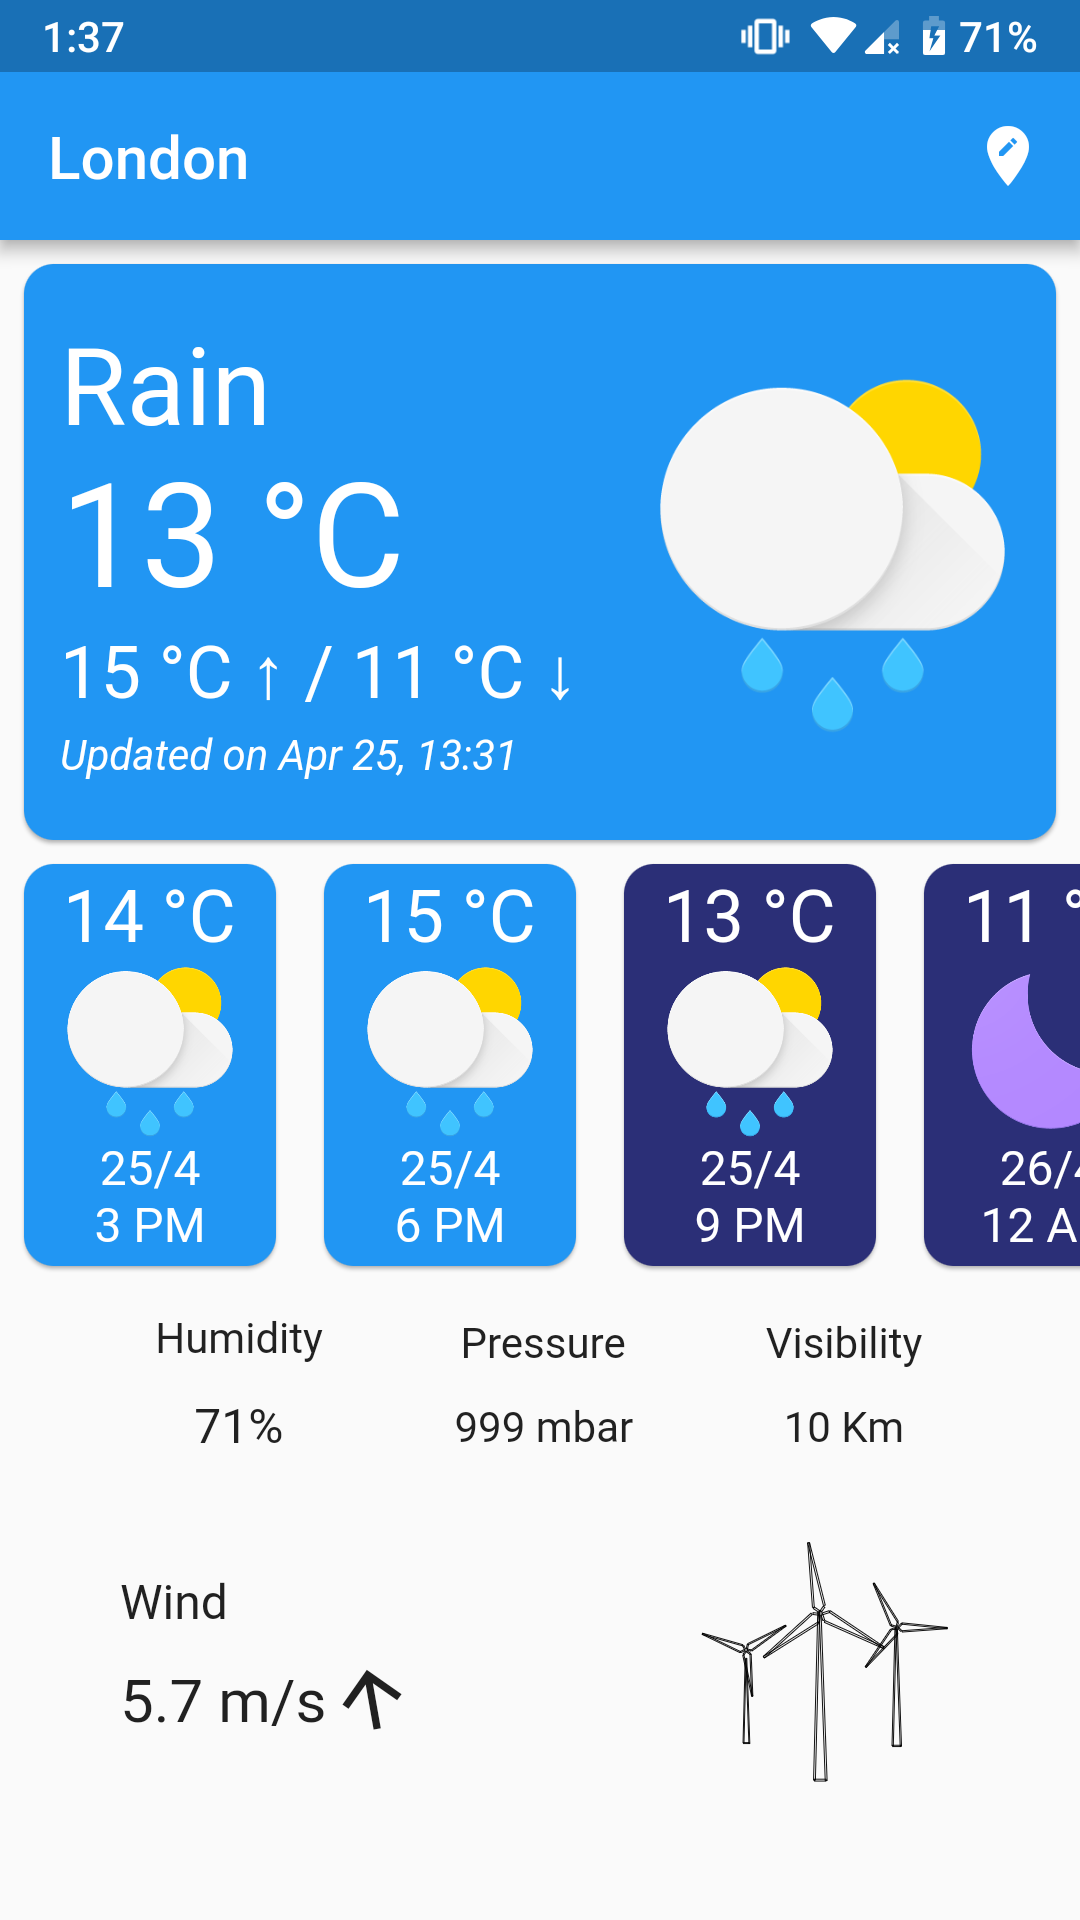 1:37 71%
London
Rain
13 °C
15 °C ↑ / 11 °C ↓
Updated on Apr 25, 13:31
14 °C 15 °C 13 °C 11 °
25/4 25/4 25/4 26/4
3 PM 6 PM 9 PM 12 A
Humidity Pressure Visibility
71% 999 mbar 10 Km
Wind
5.7 m/s